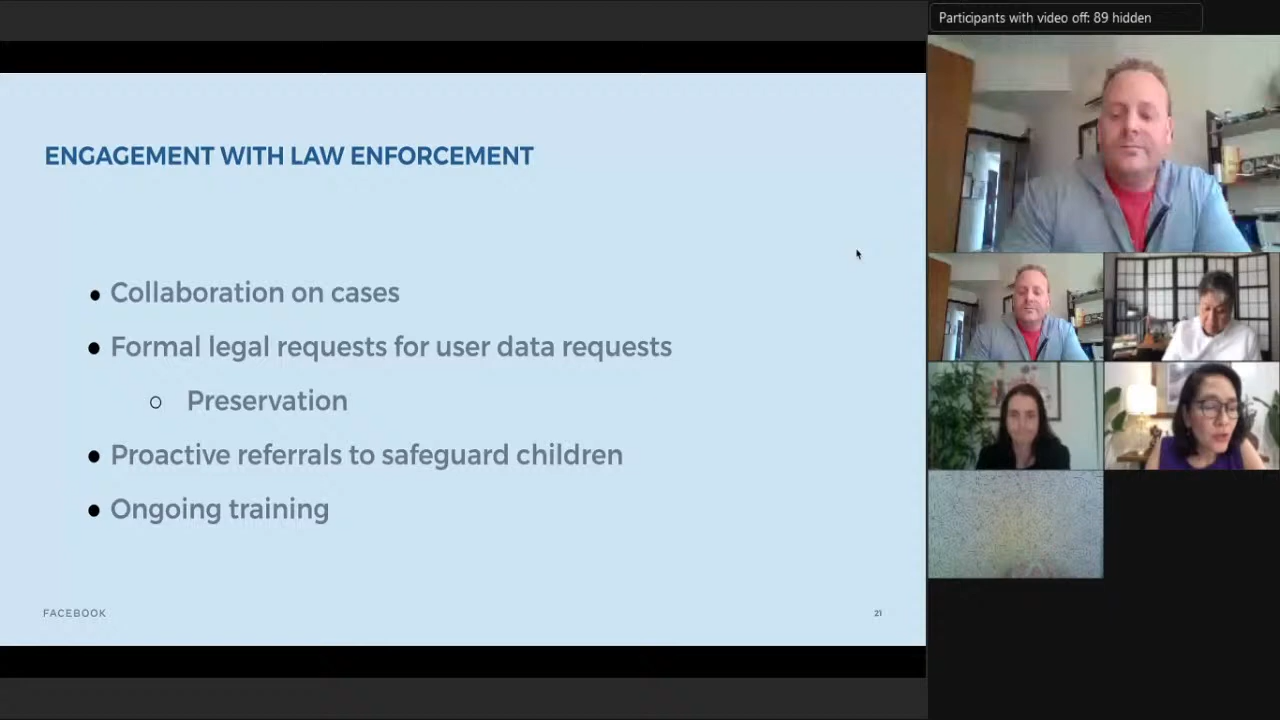 Participants with video off: 89 hidden
ENGAGEMENT WITH LAW ENFORCEMENT
● Collaboration on cases
● Formal legal requests for user data requests
○ Preservation
● Proactive referrals to safeguard children
● Ongoing training
FACEBOOK
21